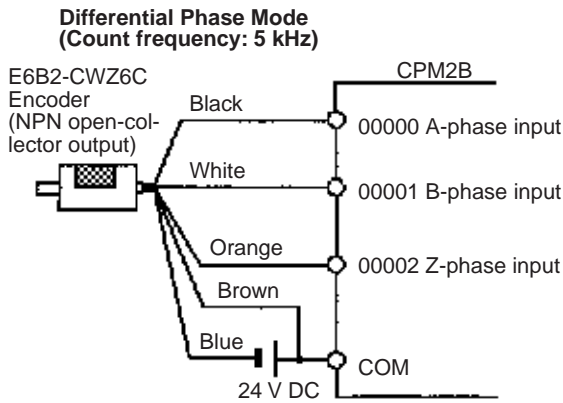 Differential Phase Mode
(Count frequency: 5 kHz)
E6B2-CWZ6C
Encoder
(NPN open-col-
lector output)
CPM2B
Black
00000 A-phase input
White
00001 B-phase input
Orange
00002 Z-phase input
Brown
Blue
COM
24 V DC